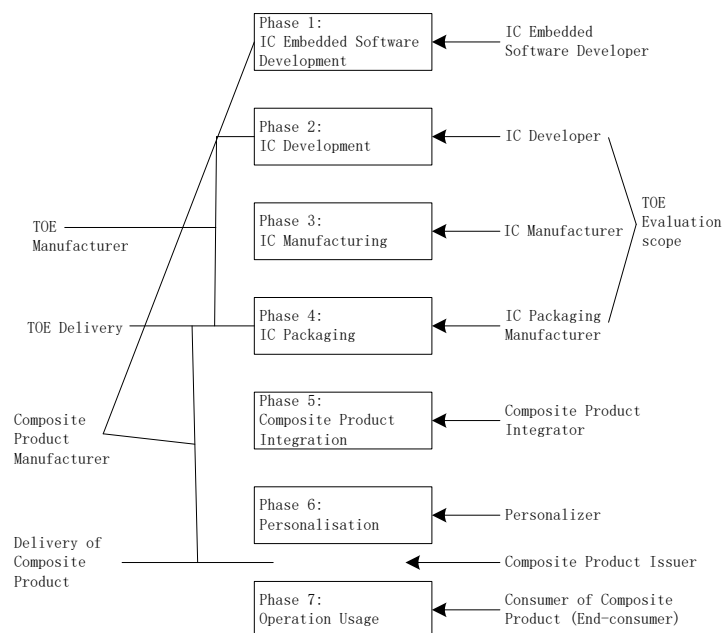 Phase 1:
IC Embedded Software
Development
IC Embedded
Software Developer
Phase 2:
IC Development
IC Developer
TOE
Evaluation
scope
TOE
Manufacturer
Phase 3:
IC Manufacturing
IC Manufacturer
TOE Delivery
Phase 4:
IC Packaging
IC Packaging
Manufacturer
Composite
Product
Manufacturer
Phase 5:
Composite Product
Integration
Composite Product
Integrator
Phase 6:
Personalisation
Personalizer
Delivery of
Composite
Product
Composite Product Issuer
Phase 7:
Operation Usage
Consumer of Composite
Product (End-consumer)